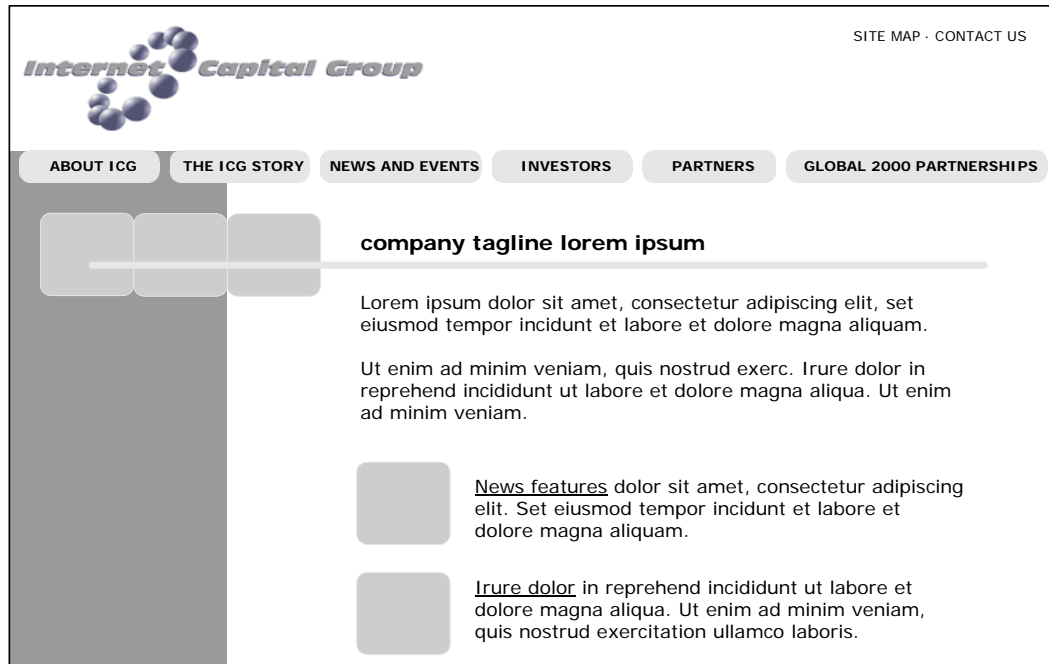 SITE MAP · CONTACT US
Internet Capital Group
ABOUT ICG THE ICG STORY NEWS AND EVENTS INVESTORS PARTNERS GLOBAL 2000 PARTNERSHIPS
company tagline lorem ipsum
Lorem ipsum dolor sit amet, consectetur adipiscing elit, set
eiusmod tempor incidunt et labore et dolore magna aliquam.
Ut enim ad minim veniam, quis nostrud exerc. Irure dolor in
reprehend incididunt ut labore et dolore magna aliqua. Ut enim
ad minim veniam.
News features dolor sit amet, consectetur adipiscing
elit. Set eiusmod tempor incidunt et labore et
dolore magna aliquam.
Irure dolor in reprehend incididunt ut labore et
dolore magna aliqua. Ut enim ad minim veniam,
quis nostrud exercitation ullamco laboris.